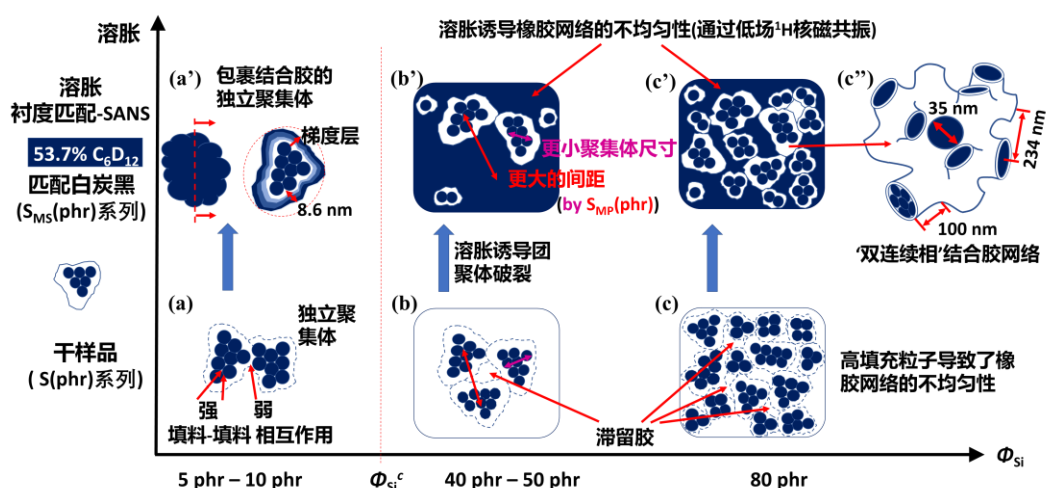 溶胀
溶胀
衬度匹配-SANS
53.7% C₆D₁₂
匹配白炭黑
(S_MS(phr)系列)
干样品
( S(phr)系列)
(a’)
包裹结合胶的
独立聚集体
梯度层
8.6 nm
溶胀诱导橡胶网络的不均匀性(通过低场¹H核磁共振)
(b’)
更小聚集体尺寸
更大的间距
(by S_MP(phr))
(c’)
(c’’)
35 nm
234 nm
100 nm
‘双连续相’结合胶网络
溶胀诱导团
聚体破裂
(a)
独立聚
集体
强
弱
填料-填料 相互作用
(b)
滞留胶
(c)
高填充粒子导致了橡
胶网络的不均匀性
Φ_Si
5 phr – 10 phr
Φ_Si^c
40 phr – 50 phr
80 phr